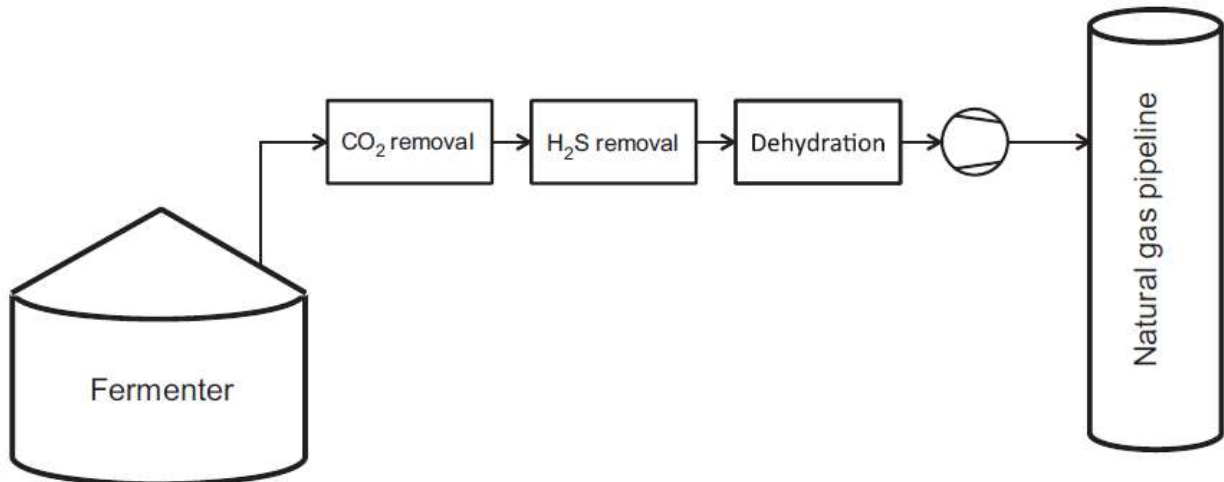 CO₂ removal
H₂S removal
Dehydration
Natural gas pipeline
Fermenter